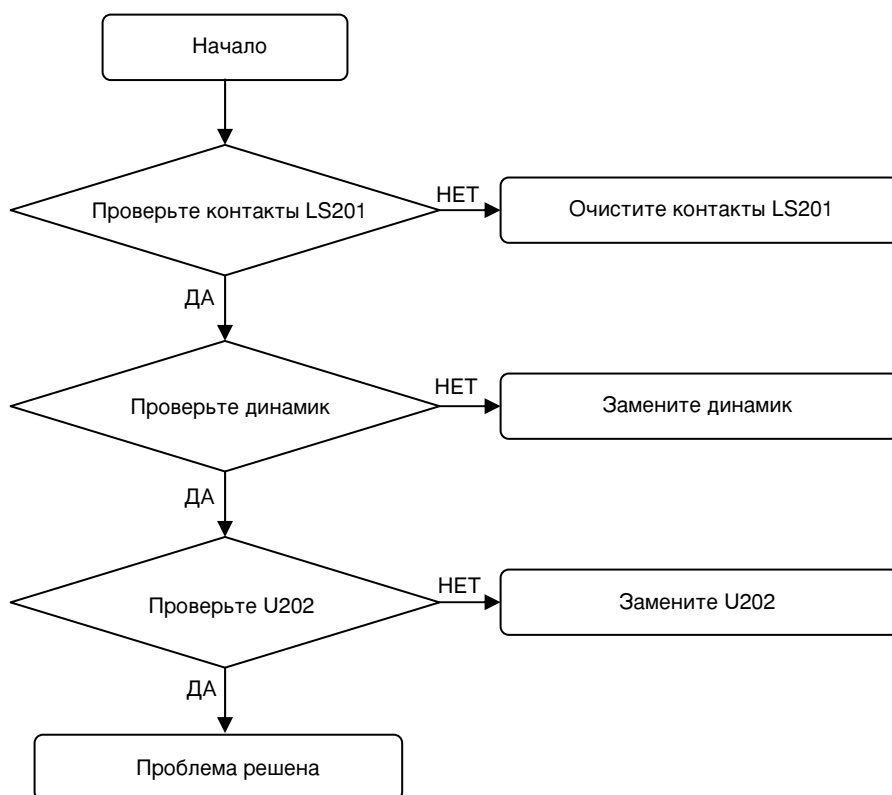 Начало
Проверьте контакты LS201
НЕТ
Очистите контакты LS201
ДА
Проверьте динамик
НЕТ
Замените динамик
ДА
Проверьте U202
НЕТ
Замените U202
ДА
Проблема решена